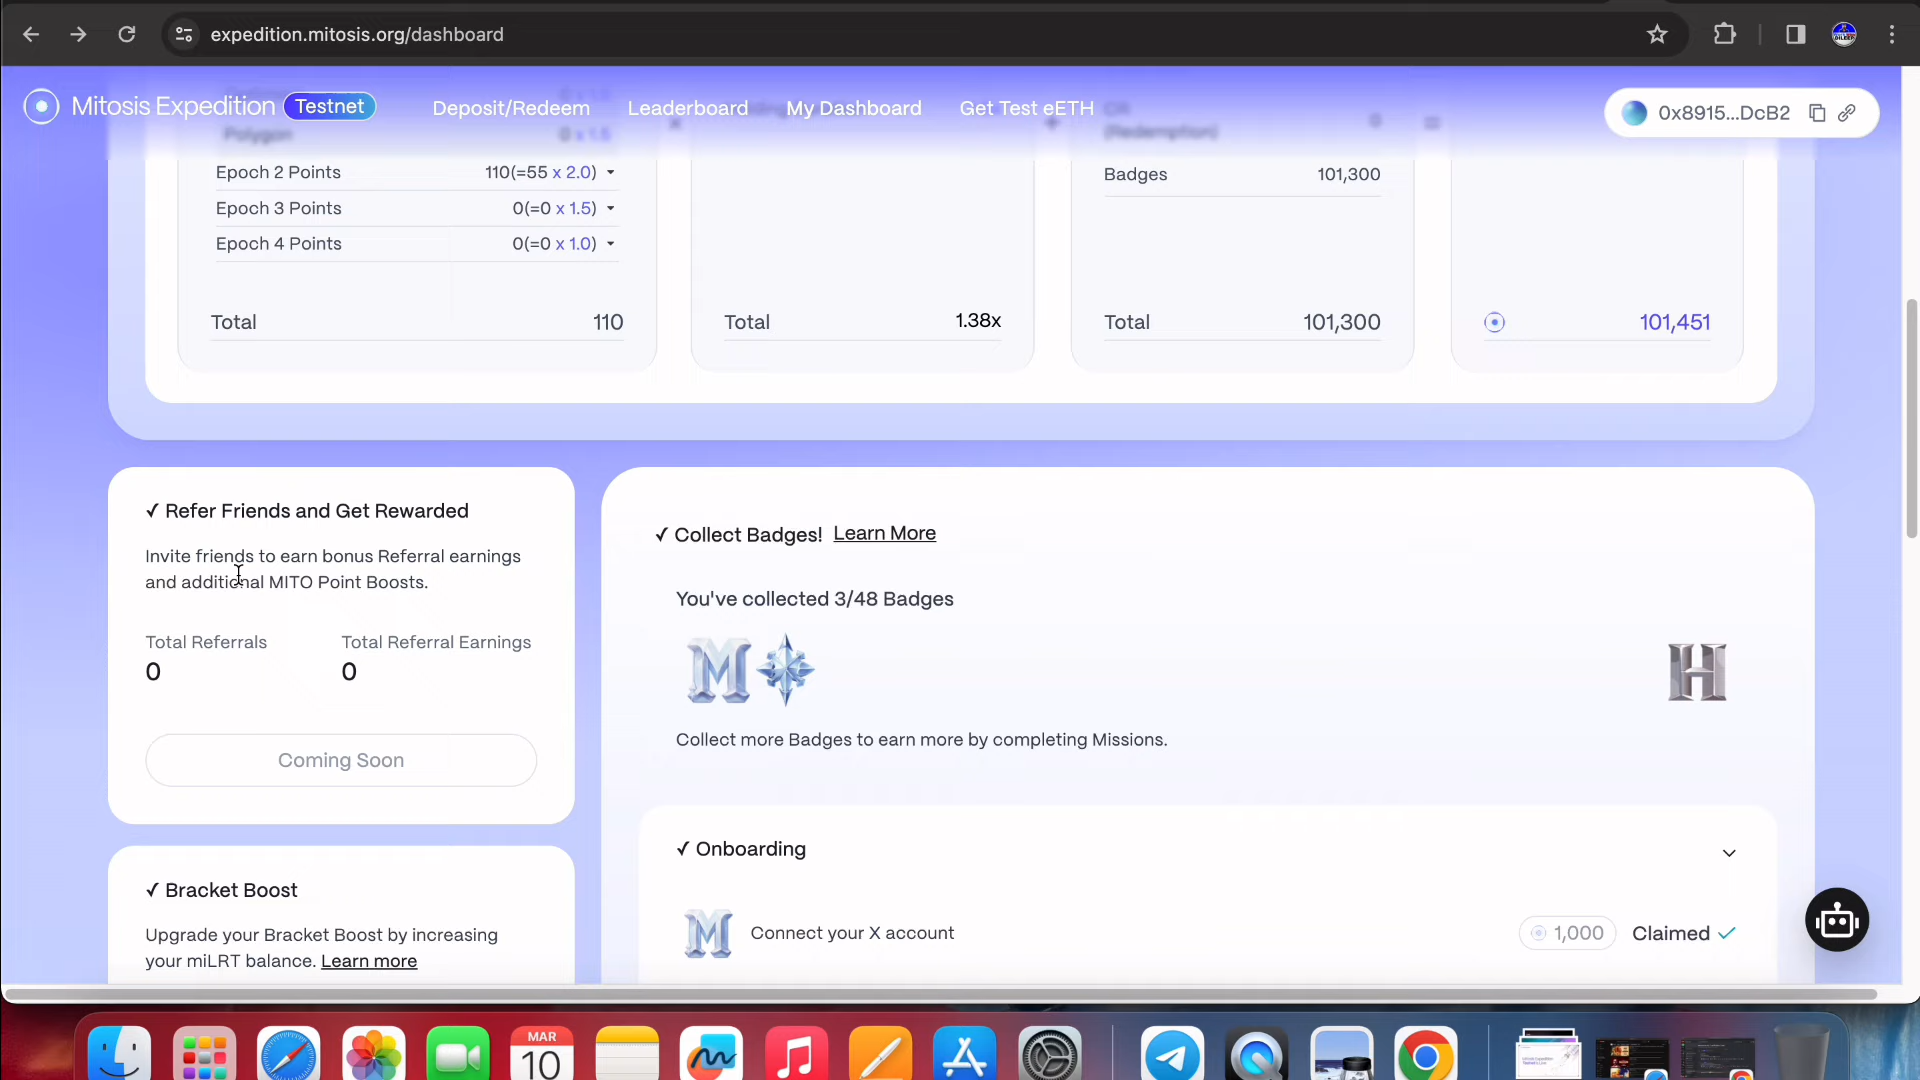 expedition.mitosis.org/dashboard
Mitosis Expedition Testnet Deposit/Redeem Leaderboard My Dashboard Get Test eETH 0x8915...DcB2
Polygon 0 x 1.5 (Redemption) 0
Epoch 2 Points 110(=55 x 2.0) Badges 101,300
Epoch 3 Points 0(=0 x 1.5)
Epoch 4 Points 0(=0 x 1.0)
Total 110 Total 1.38x Total 101,300 101,451
✓ Refer Friends and Get Rewarded
Invite friends to earn bonus Referral earnings
and additional MITO Point Boosts.
Total Referrals Total Referral Earnings
0 0
Coming Soon
✓ Bracket Boost
Upgrade your Bracket Boost by increasing
your miLRT balance. Learn more
✓ Collect Badges! Learn More
You've collected 3/48 Badges
M H
Collect more Badges to earn more by completing Missions.
✓ Onboarding
M Connect your X account 1,000 Claimed ✓
MAR
10